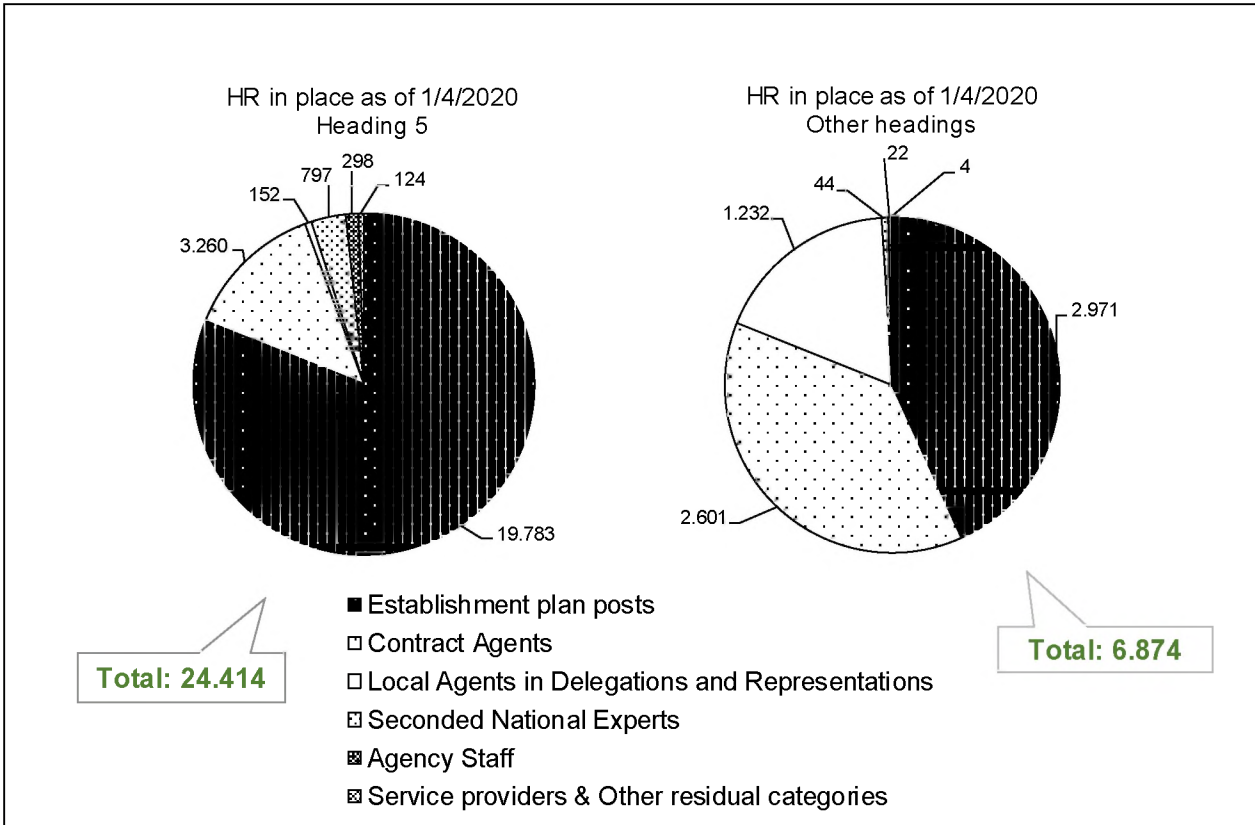 HR in place as of 1/4/2020
Heading 5
298
797
124
152
3.260
19.783
Total: 24.414
HR in place as of 1/4/2020
Other headings
22
4
44
1.232
2.971
2.601
Total: 6.874
Establishment plan posts
Contract Agents
Local Agents in Delegations and Representations
Seconded National Experts
Agency Staff
Service providers & Other residual categories